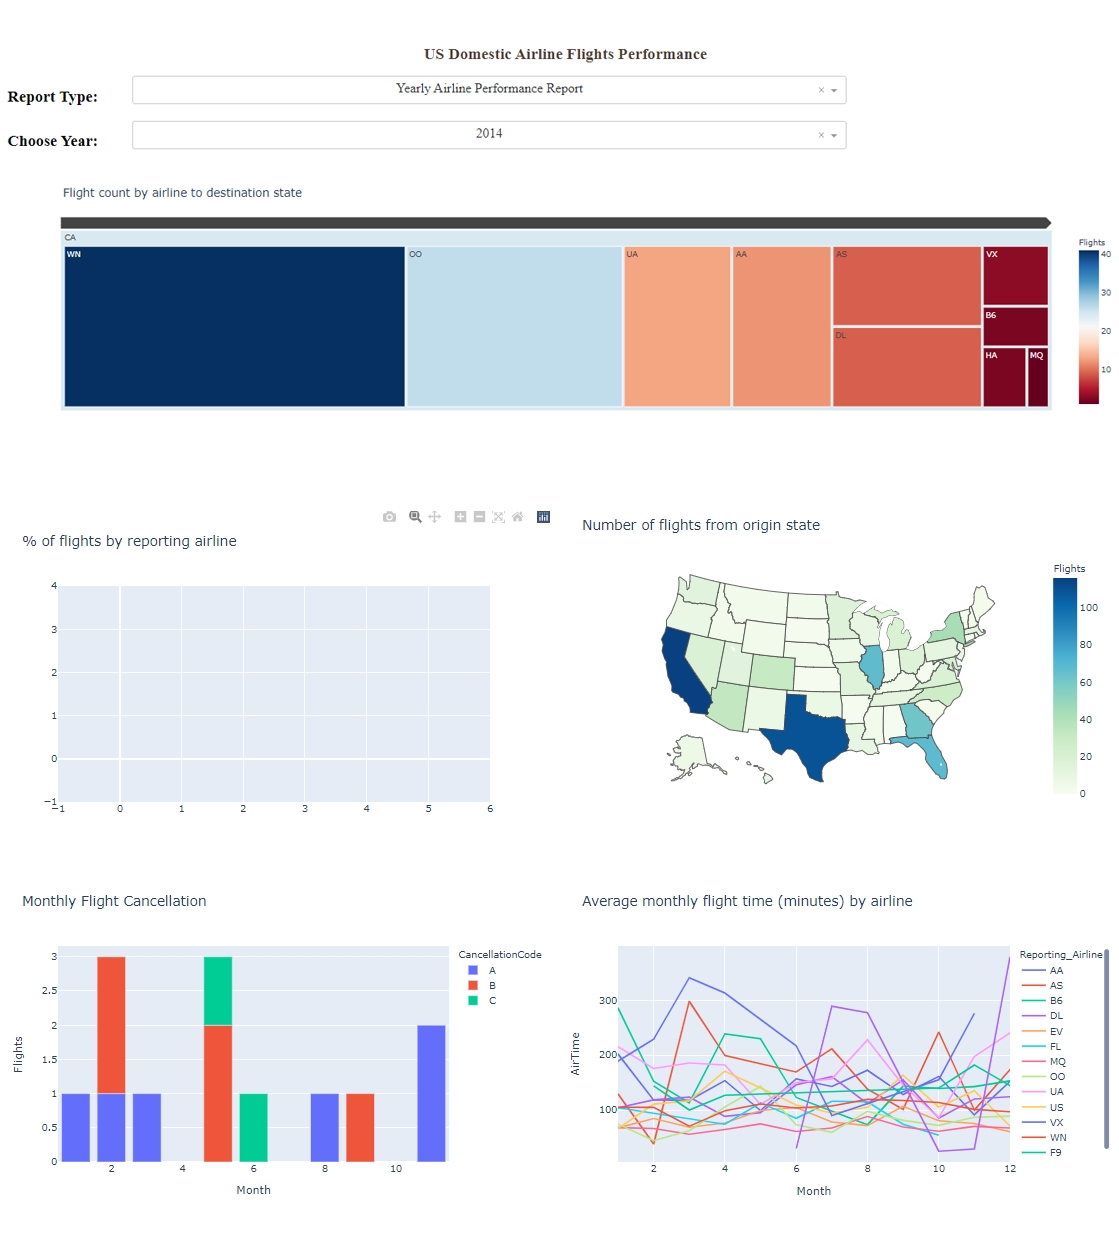 US Domestic Airline Flights Performance
Report Type:
Yearly Airline Performance Report
×
Choose Year:
2014
×
Flight count by airline to destination state
CA
WN
OO
UA
AA
AS
DL
VX
B6
HA
MQ
Flights
40
30
20
10
% of flights by reporting airline
4
3
2
1
0
−1
−1 0 1 2 3 4 5 6
Number of flights from origin state
Flights
100
80
60
40
20
0
Monthly Flight Cancellation
Flights
3
2.5
2
1.5
1
0.5
0
2 4 6 8 10
Month
CancellationCode
A
B
C
Average monthly flight time (minutes) by airline
AirTime
300
200
100
2 4 6 8 10 12
Month
Reporting_Airline
AA
AS
B6
DL
EV
FL
MQ
OO
UA
US
VX
WN
F9